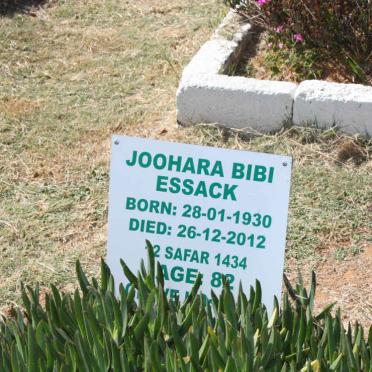 JOOHARA BIBI
ESSACK
BORN: 28-01-1930
DIED: 26-12-2012
SAFAR 1434
AGE: 82